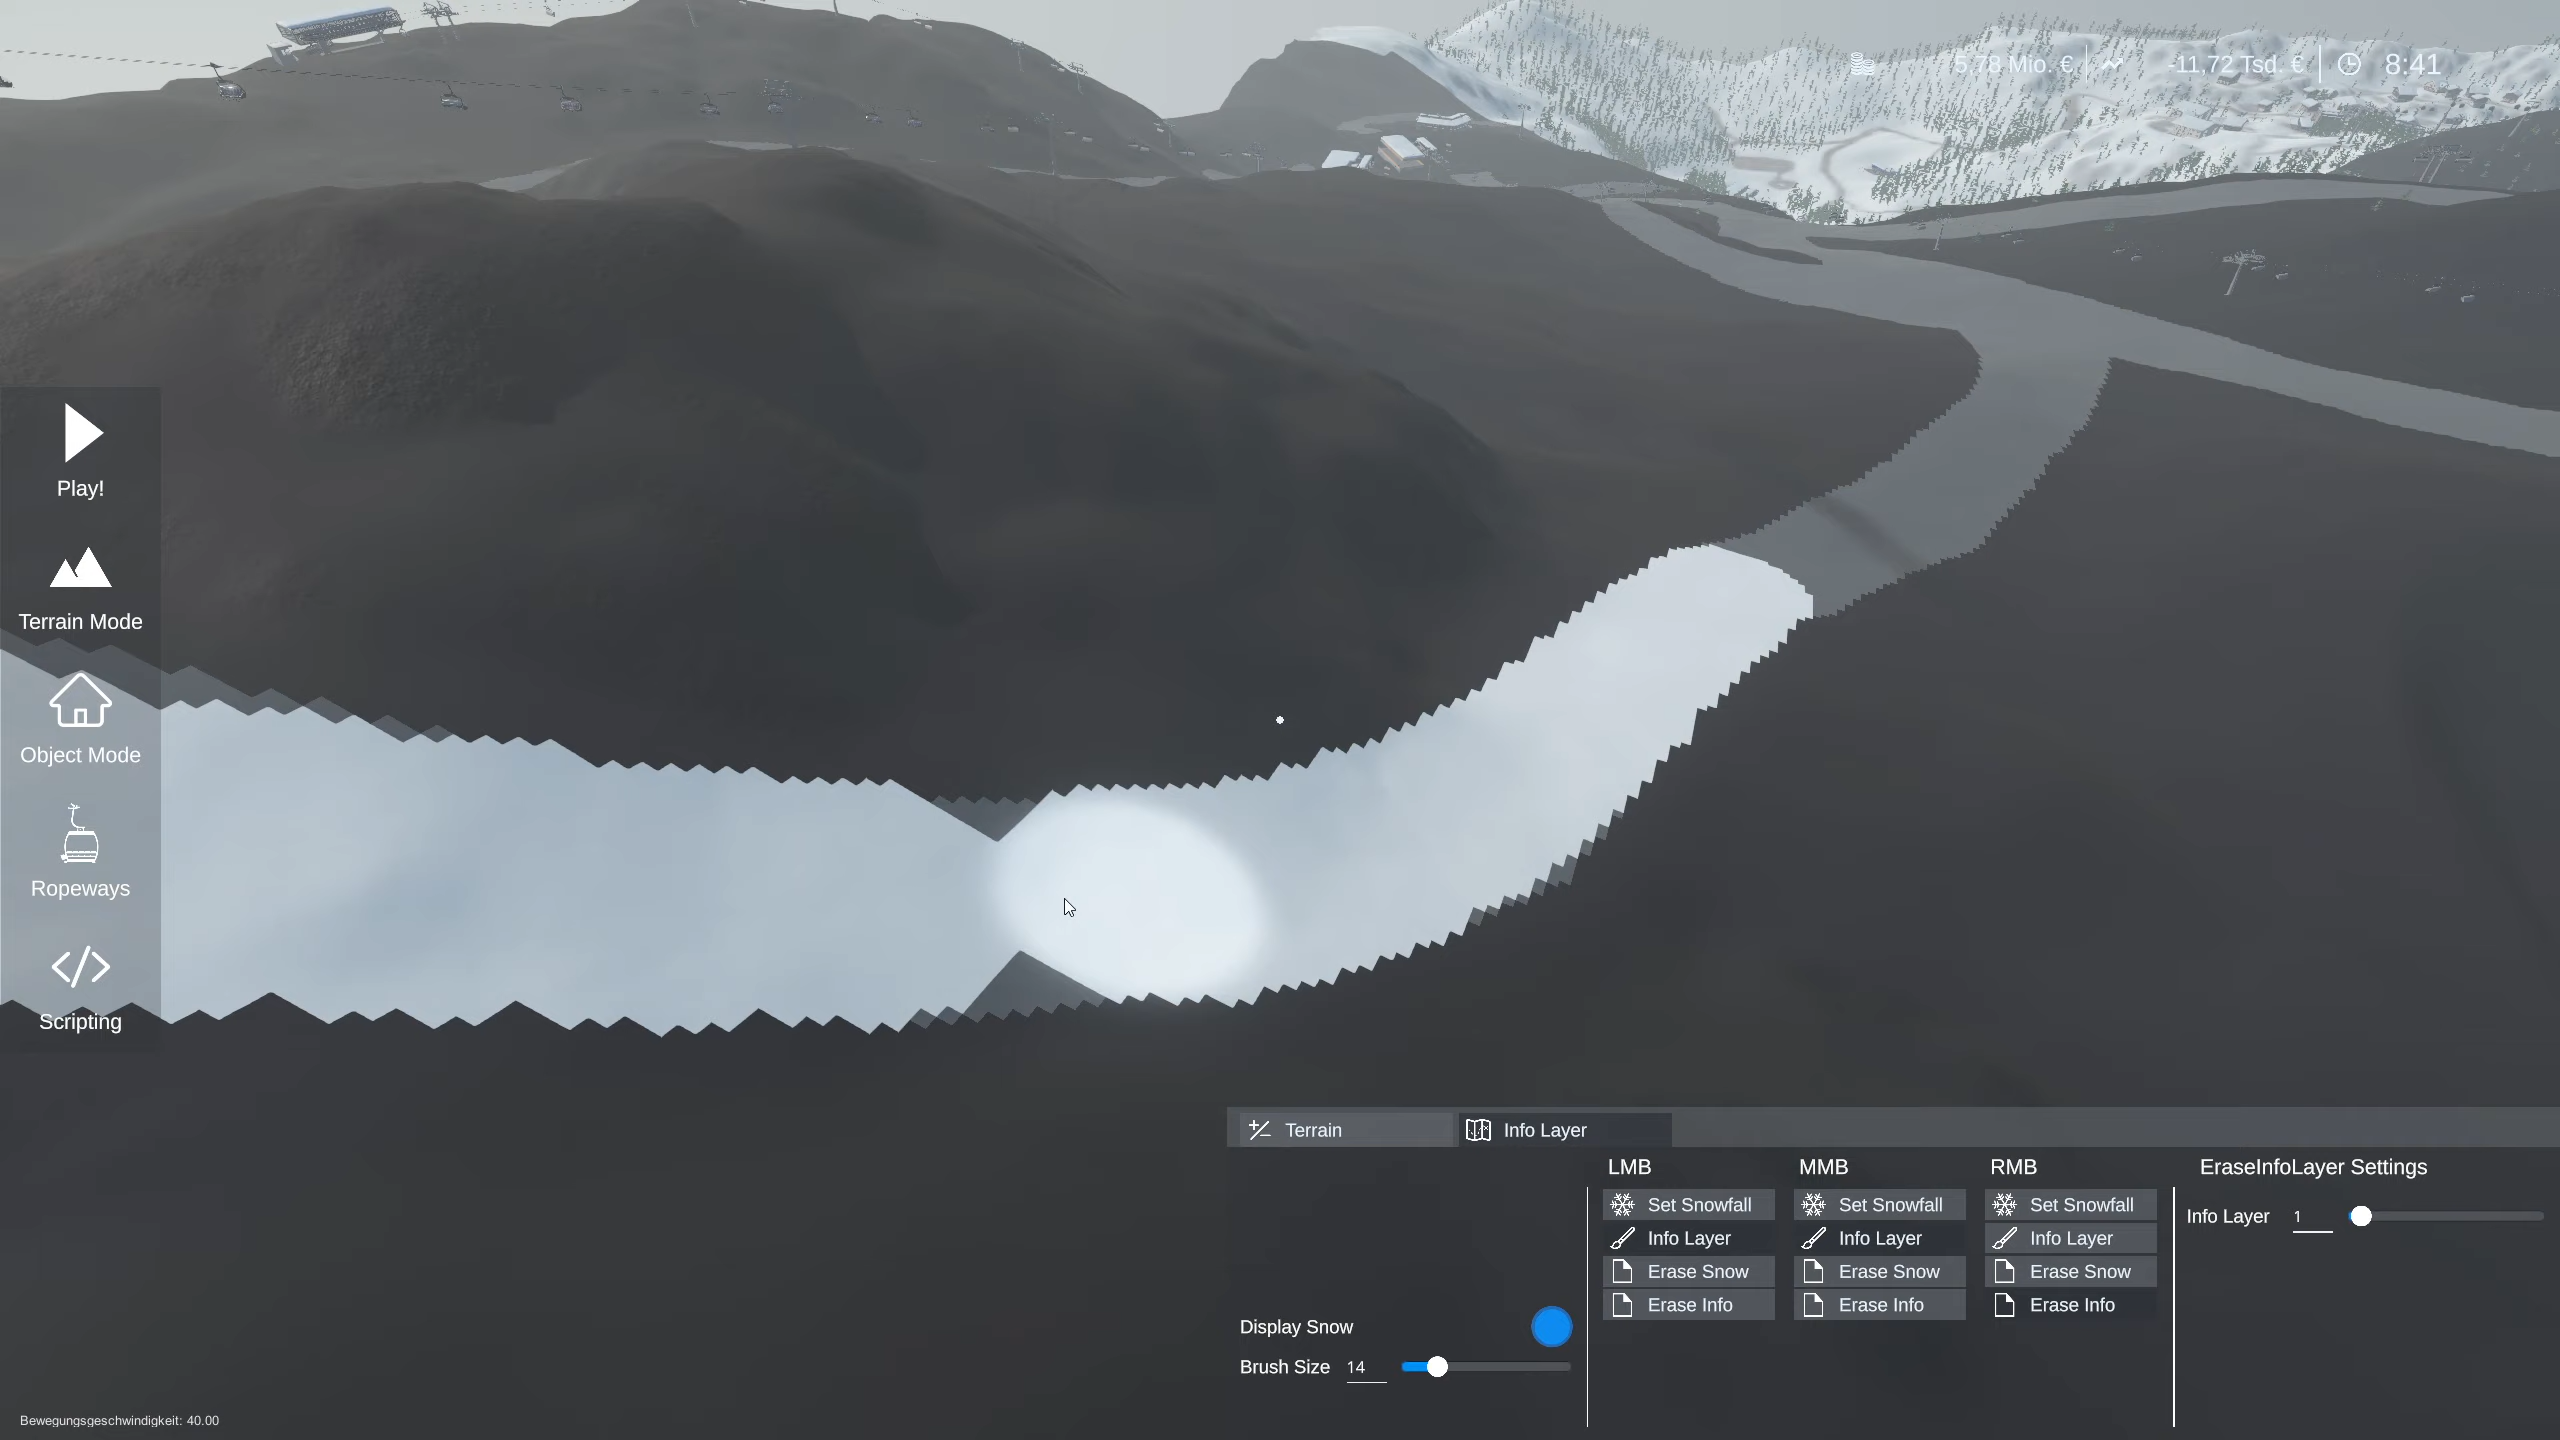 5,78 Mio. €
-11,72 Tsd. €
8:41
Play!
Terrain Mode
Object Mode
Ropeways
Scripting
Terrain
Info Layer
LMB
MMB
RMB
EraseInfoLayer Settings
Set Snowfall
Set Snowfall
Set Snowfall
Info Layer
1
Info Layer
Info Layer
Info Layer
Erase Snow
Erase Snow
Erase Snow
Erase Info
Erase Info
Erase Info
Display Snow
Brush Size
14
Bewegungsgeschwindigkeit: 40.00